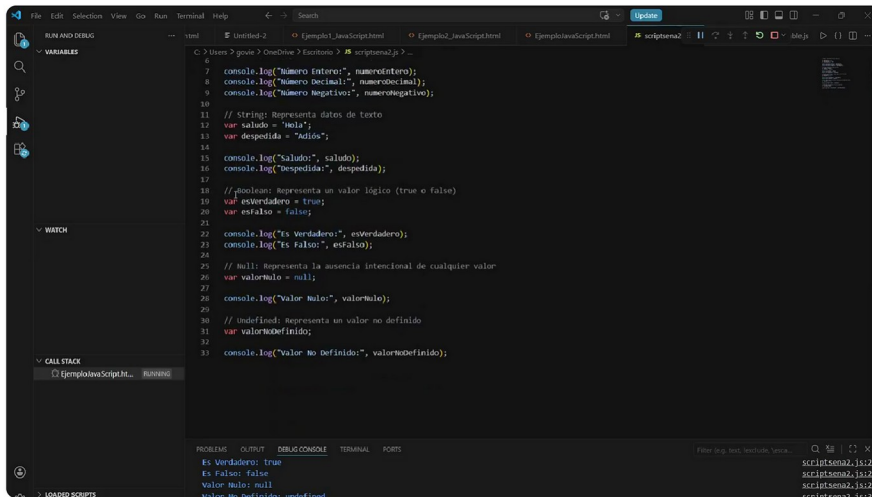 File Edit Selection View Go Run Terminal Help
Search
Update
RUN AND DEBUG
Untitled-2
Ejemplo1_JavaScript.html
Ejemplo2_JavaScript.html
EjemploJavaScript.html
JS scriptsena2
C: > Users > govie > OneDrive > Escritorio > JS scriptsena2.js > ...
VARIABLES
6
7 console.log("Número Entero:", numeroEntero);
8 console.log("Número Decimal:", numeroDecimal);
9 console.log("Número Negativo:", numeroNegativo);
10
11 // String: Representa datos de texto
12 var saludo = 'Hola';
13 var despedida = "Adiós";
14
15 console.log("Saludo:", saludo);
16 console.log("Despedida:", despedida);
17
18 // Boolean: Representa un valor lógico (true o false)
19 var esVerdadero = true;
20 var esFalso = false;
21
22 console.log("Es Verdadero:", esVerdadero);
23 console.log("Es Falso:", esFalso);
24
25 // Null: Representa la ausencia intencional de cualquier valor
26 var valorNulo = null;
27
28 console.log("Valor Nulo:", valorNulo);
29
30 // Undefined: Representa un valor no definido
31 var valorNoDefinido;
32
33 console.log("Valor No Definido:", valorNoDefinido);
WATCH
CALL STACK
EjemploJavaScript.ht... RUNNING
LOADED SCRIPTS
PROBLEMS OUTPUT DEBUG CONSOLE TERMINAL PORTS
Es Verdadero: true scriptsena2.js:2
Es Falso: false scriptsena2.js:2
Valor Nulo: null scriptsena2.js:2
Valor No Definido: undefined